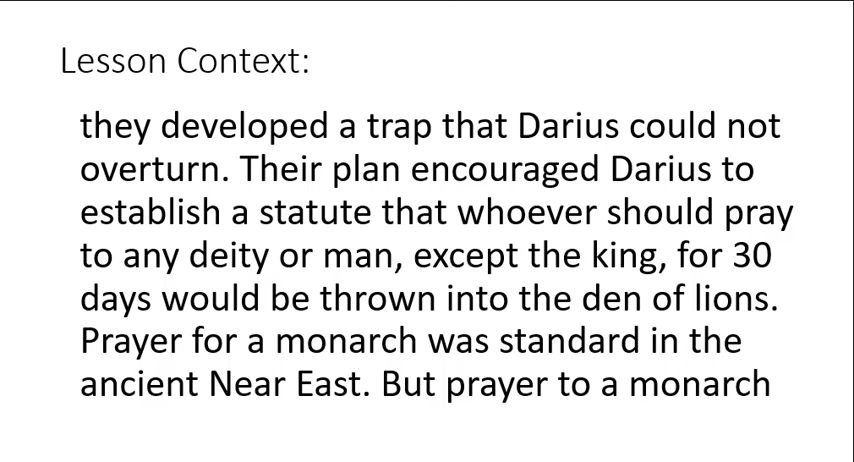 Lesson Context:
they developed a trap that Darius could not
overturn. Their plan encouraged Darius to
establish a statute that whoever should pray
to any deity or man, except the king, for 30
days would be thrown into the den of lions.
Prayer for a monarch was standard in the
ancient Near East. But prayer to a monarch